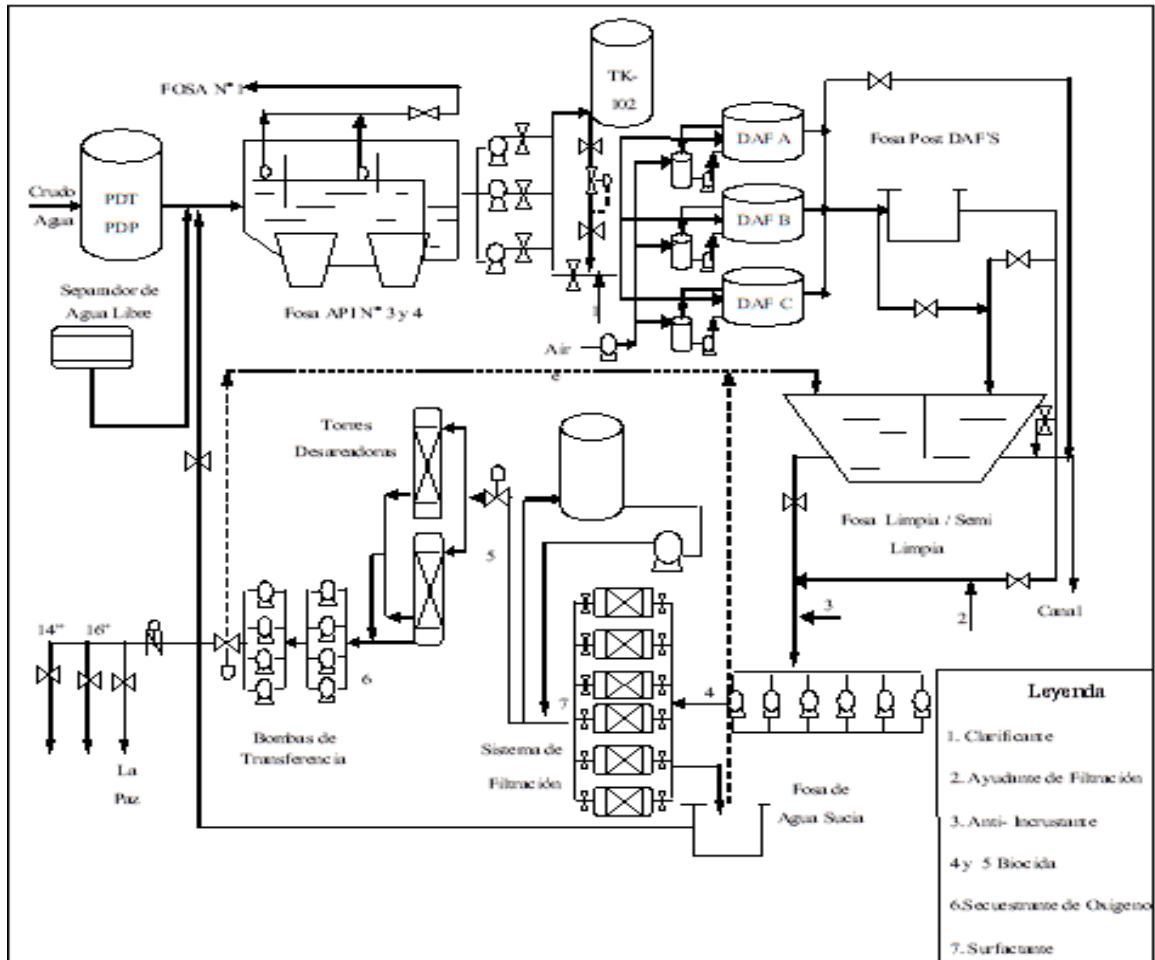 FOSA N° 1
TK-
102
DAF A
Fosa Post DAF'S
Crudo
Agua
PDT
PDP
DAF B
Separador de
Agua Libre
Fosa API N° 3 y 4
DAF C
1
Air
e
Torres
Desareadoras
5
Fosa Limpia / Semi
Limpia
3
2
Canal
14"
16"
6
7
4
Leyenda
Bombas de
Transferencia
Sistema de
Filtración
La
Paz
Fosa de
Agua Sucia
1. Clarificante
2. Ayudante de Filtración
3. Anti- Incrustante
4 y 5 Biocida
6.Secuestrante de Oxigeno
7. Surfactante